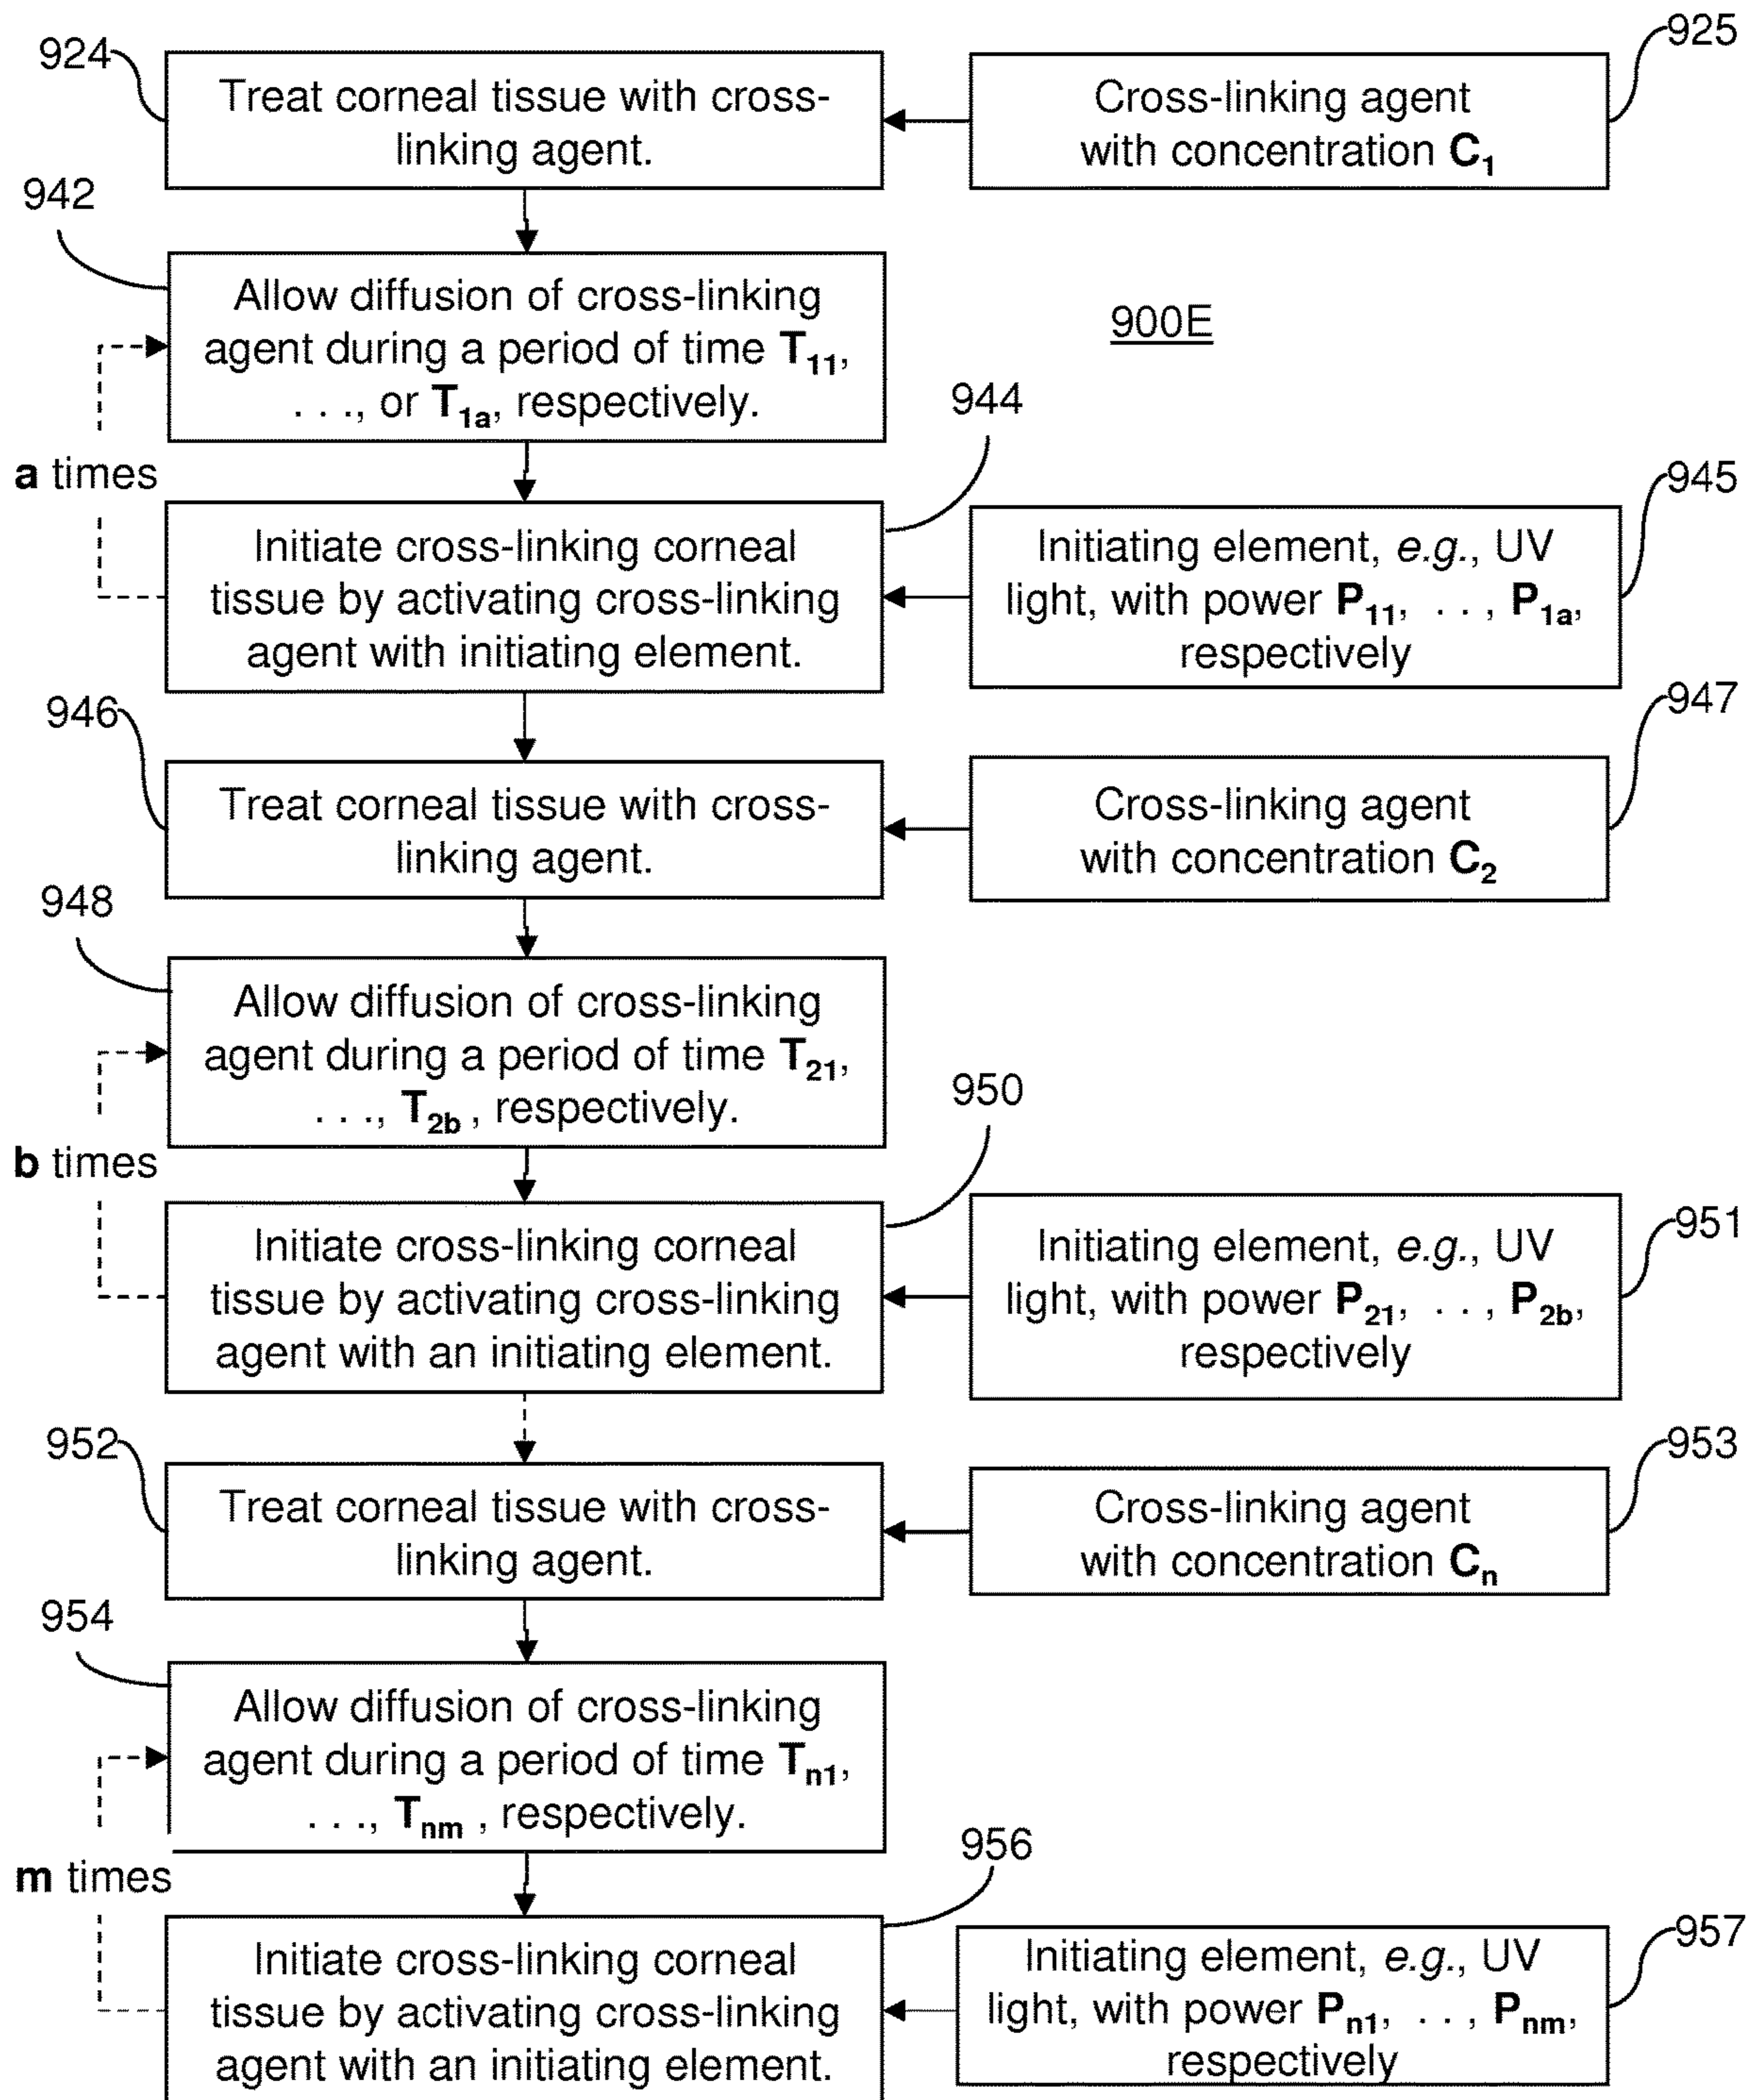 924
Treat corneal tissue with cross-
linking agent.
925
Cross-linking agent
with concentration C1
942
Allow diffusion of cross-linking
agent during a period of time T11,
. . ., or T1a, respectively.
900E
a times
944
Initiate cross-linking corneal
tissue by activating cross-linking
agent with initiating element.
945
Initiating element, e.g., UV
light, with power P11, . . , P1a,
respectively
946
Treat corneal tissue with cross-
linking agent.
947
Cross-linking agent
with concentration C2
948
Allow diffusion of cross-linking
agent during a period of time T21,
. . ., T2b , respectively.
b times
950
Initiate cross-linking corneal
tissue by activating cross-linking
agent with an initiating element.
951
Initiating element, e.g., UV
light, with power P21, . . , P2b,
respectively
952
Treat corneal tissue with cross-
linking agent.
953
Cross-linking agent
with concentration Cn
954
Allow diffusion of cross-linking
agent during a period of time Tn1,
. . ., Tnm , respectively.
m times
956
Initiate cross-linking corneal
tissue by activating cross-linking
agent with an initiating element.
957
Initiating element, e.g., UV
light, with power Pn1, . . , Pnm,
respectively